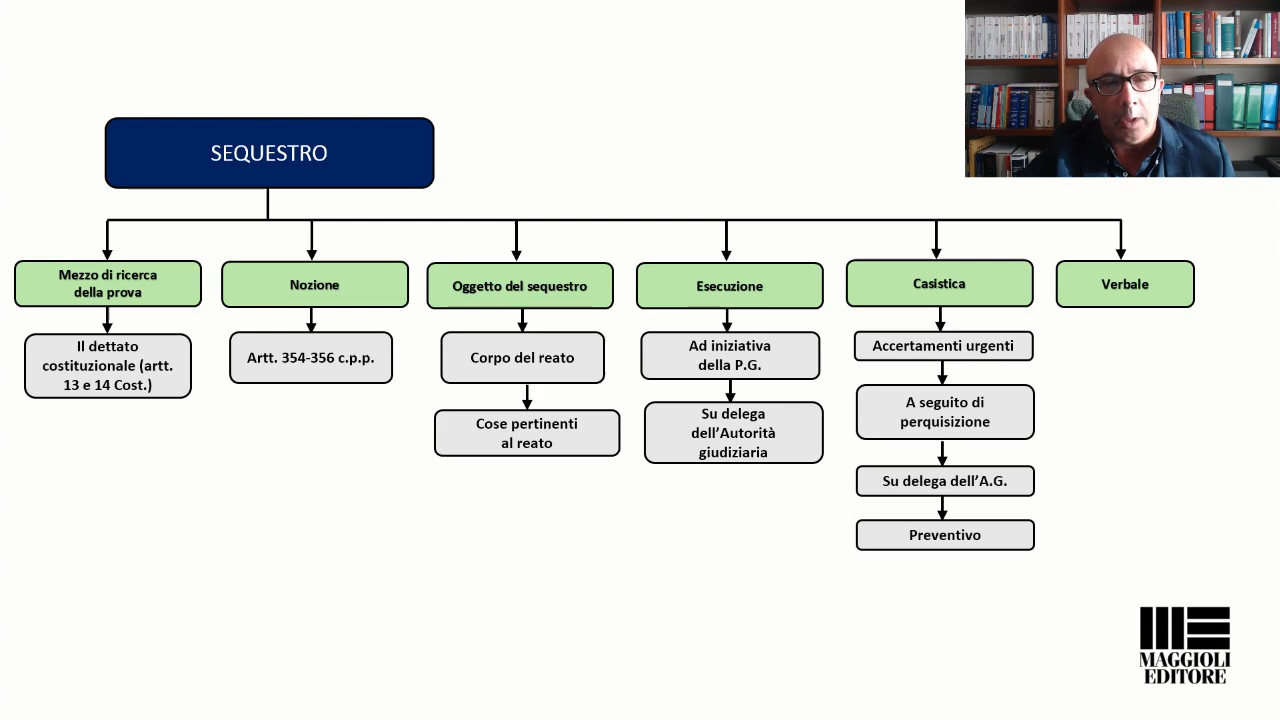 SEQUESTRO
Mezzo di ricerca
della prova
Il dettato
costituzionale (artt.
13 e 14 Cost.)
Nozione
Artt. 354-356 c.p.p.
Oggetto del sequestro
Corpo del reato
Cose pertinenti
al reato
Esecuzione
Ad iniziativa
della P.G.
Su delega
dell’Autorità
giudiziaria
Casistica
Accertamenti urgenti
A seguito di
perquisizione
Su delega dell’A.G.
Preventivo
Verbale
MAGGIOLI
EDITORE